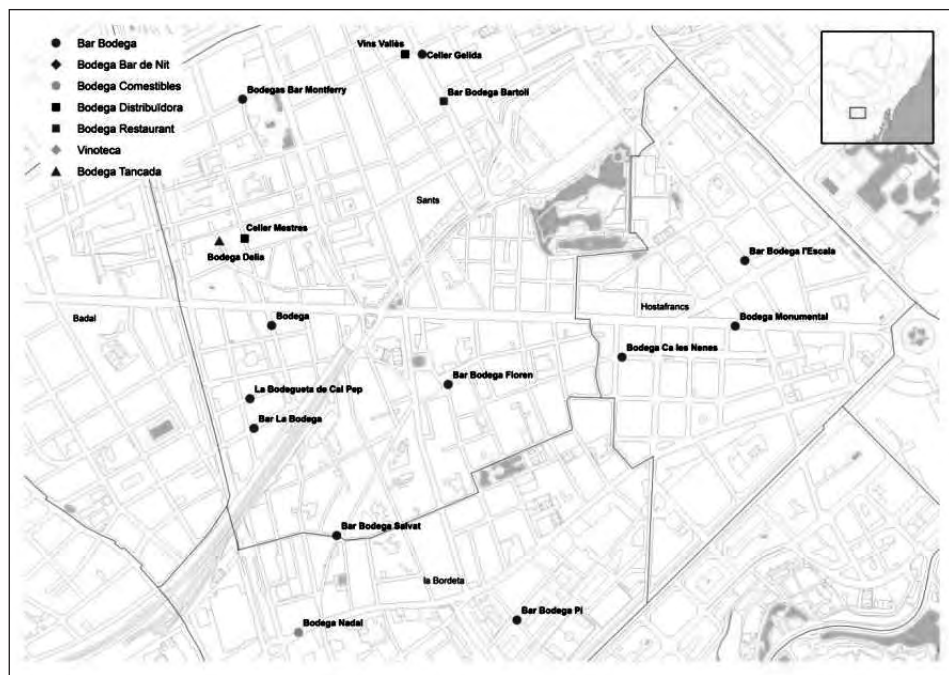 Bar Bodega
Bodega Bar de Nit
Bodega Comestibles
Bodega Distribuïdora
Bodega Restaurant
Vinoteca
Bodega Tancada
Vins Vallès
Celler Gelida
Bodegas Bar Montferry
Bar Bodega Bartolí
Sants
Celler Mestres
Bodega Delia
Bar Bodega l'Escala
Hostafrancs
Badal
Bodega
Bodega Monumental
Bodega Ca les Nenes
Bar Bodega Floren
La Bodegueta de Cal Pep
Bar La Bodega
Bar Bodega Salvat
la Bordeta
Bar Bodega Pi
Bodega Nadal